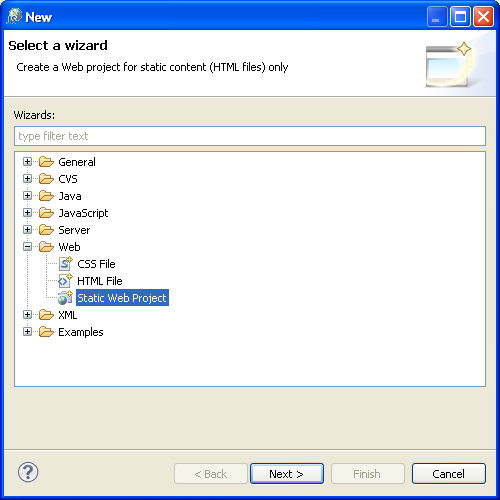 New
Select a wizard
Create a Web project for static content (HTML files) only
Wizards:
type filter text
General
CVS
Java
JavaScript
Server
Web
CSS File
HTML File
Static Web Project
XML
Examples
< Back
Next >
Finish
Cancel